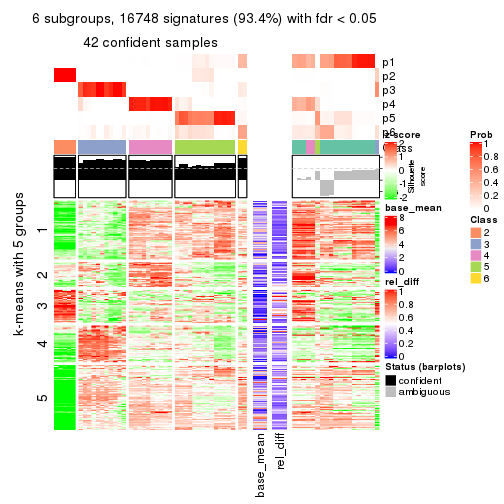 6 subgroups, 16748 signatures (93.4%) with fdr < 0.05
42 confident samples
p1
p2
p3
p4
p5
p6
Class
Silhouette
score
k-means with 5 groups
1
2
3
4
5
base_mean
rel_diff
z-score
2
1
0
-1
-2
base_mean
8
6
4
2
0
rel_diff
1
0.8
0.6
0.4
0.2
0
Status (barplots)
confident
ambiguous
Prob
1
0.8
0.6
0.4
0.2
0
Class
2
3
4
5
6